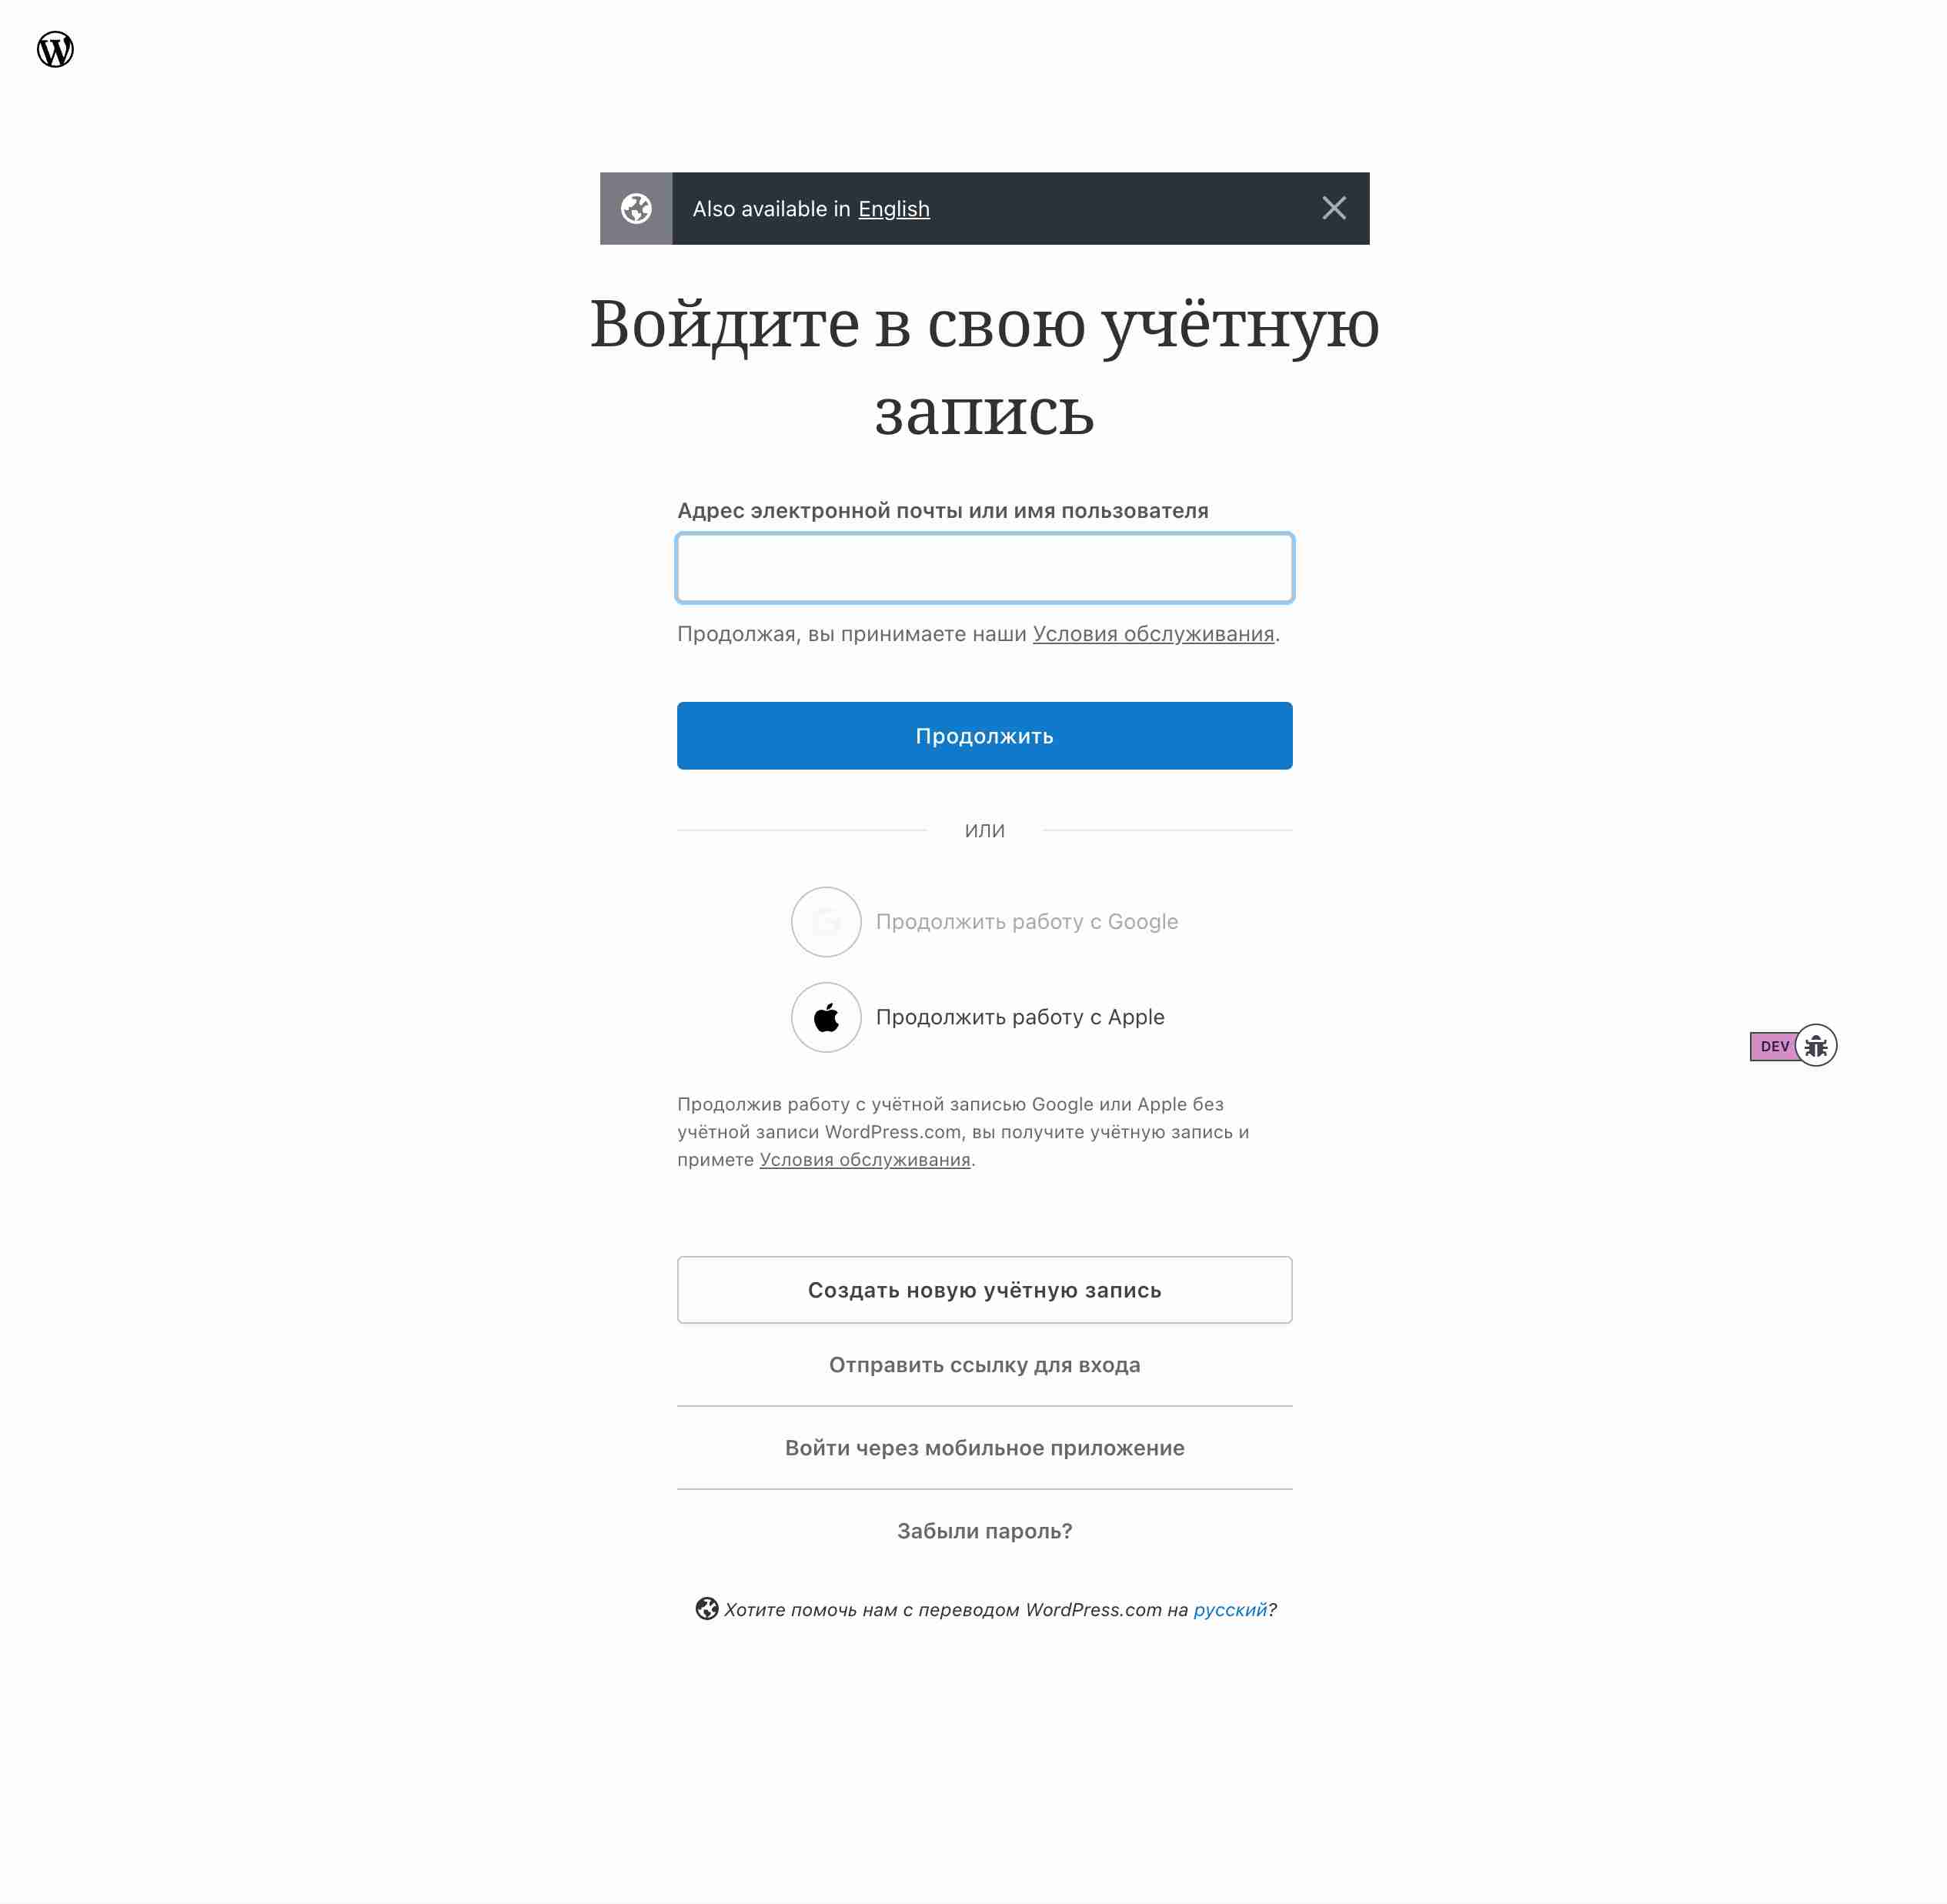 Also available in English
Войдите в свою учётную
запись
Адрес электронной почты или имя пользователя
Продолжая, вы принимаете наши Условия обслуживания.
Продолжить
ИЛИ
Продолжить работу с Google
Продолжить работу с Apple
DEV
Продолжив работу с учётной записью Google или Apple без
учётной записи WordPress.com, вы получите учётную запись и
примете Условия обслуживания.
Создать новую учётную запись
Отправить ссылку для входа
Войти через мобильное приложение
Забыли пароль?
Хотите помочь нам с переводом WordPress.com на русский?